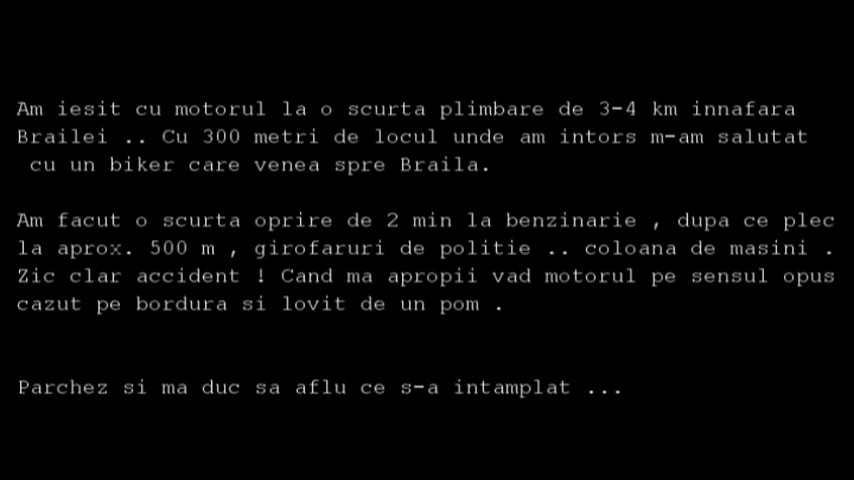 Am iesit cu motorul la o scurta plimbare de 3-4 km innafara
Brailei .. Cu 300 metri de locul unde am intors m-am salutat
cu un biker care venea spre Braila.
Am facut o scurta oprire de 2 min la benzinarie , dupa ce plec
la aprox. 500 m , girofaruri de politie .. coloana de masini .
Zic clar accident ! Cand ma apropii vad motorul pe sensul opus
cazut pe bordura si lovit de un pom .
Parchez si ma duc sa aflu ce s-a intamplat ...